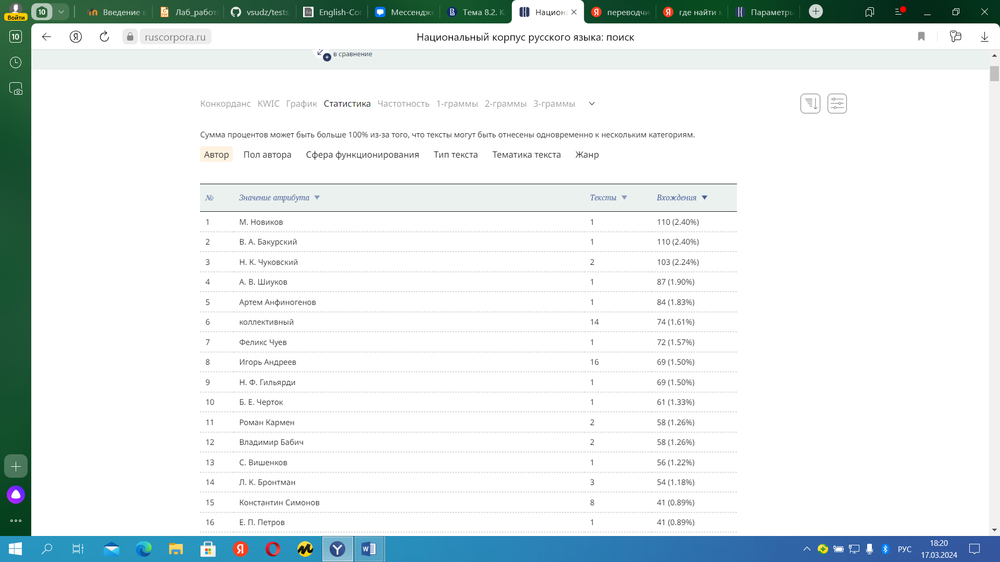 Войти
10
Введение в
Лаб_работ
vsudz/tests
English-Cor
Мессендже
Тема 8.2. К
Национа
переводчи
где найти
Параметры
10
ruscorpora.ru
Национальный корпус русского языка: поиск
в сравнение
Конкорданс KWIC График Статистика Частотность 1-граммы 2-граммы 3-граммы
Сумма процентов может быть больше 100% из-за того, что тексты могут быть отнесены одновременно к нескольким категориям.
Автор Пол автора Сфера функционирования Тип текста Тематика текста Жанр
№ Значение атрибута Тексты Вхождения
1 М. Новиков 1 110 (2.40%)
2 В. А. Бакурский 1 110 (2.40%)
3 Н. К. Чуковский 2 103 (2.24%)
4 А. В. Шиуков 1 87 (1.90%)
5 Артем Анфиногенов 1 84 (1.83%)
6 коллективный 14 74 (1.61%)
7 Феликс Чуев 1 72 (1.57%)
8 Игорь Андреев 16 69 (1.50%)
9 Н. Ф. Гильярди 1 69 (1.50%)
10 Б. Е. Черток 1 61 (1.33%)
11 Роман Кармен 2 58 (1.26%)
12 Владимир Бабич 2 58 (1.26%)
13 С. Вишенков 1 56 (1.22%)
14 Л. К. Бронтман 3 54 (1.18%)
15 Константин Симонов 8 41 (0.89%)
16 Е. П. Петров 1 41 (0.89%)
РУС
18:20
17.03.2024